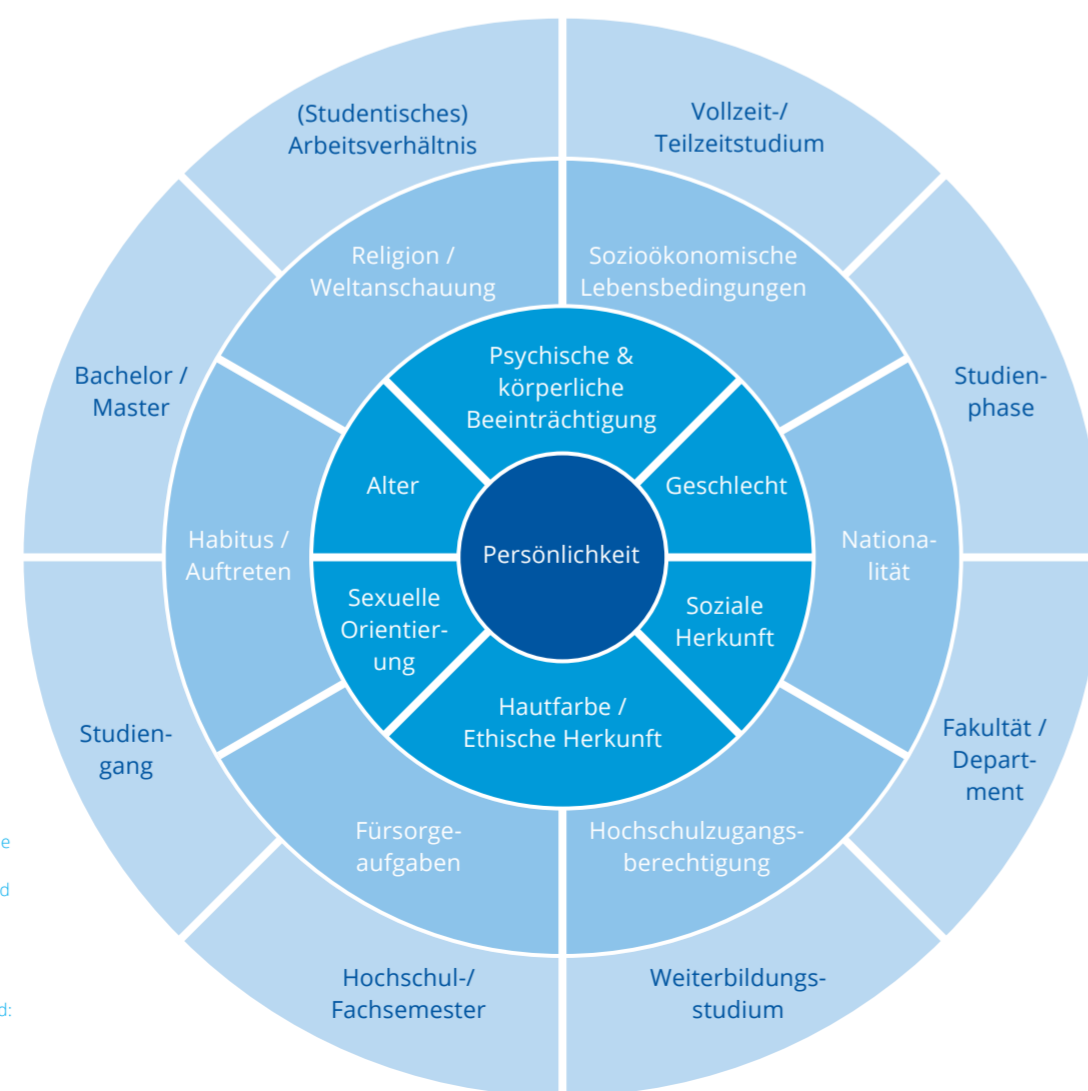 (Studentisches)
Arbeitsverhältnis
Vollzeit-/
Teilzeitstudium
Religion /
Weltanschauung
Sozioökonomische
Lebensbedingungen
Bachelor /
Master
Psychische &
körperliche
Beeinträchtigung
Studien-
phase
Alter
Geschlecht
Habitus /
Auftreten
Persönlichkeit
Nationa-
lität
Sexuelle
Orientier-
ung
Soziale
Herkunft
Hautfarbe /
Ethische Herkunft
Studien-
gang
Fakultät /
Depart-
ment
Fürsorge-
aufgaben
Hochschulzugangs-
berechtigung
Hochschul-/
Fachsemester
Weiterbildungs-
studium